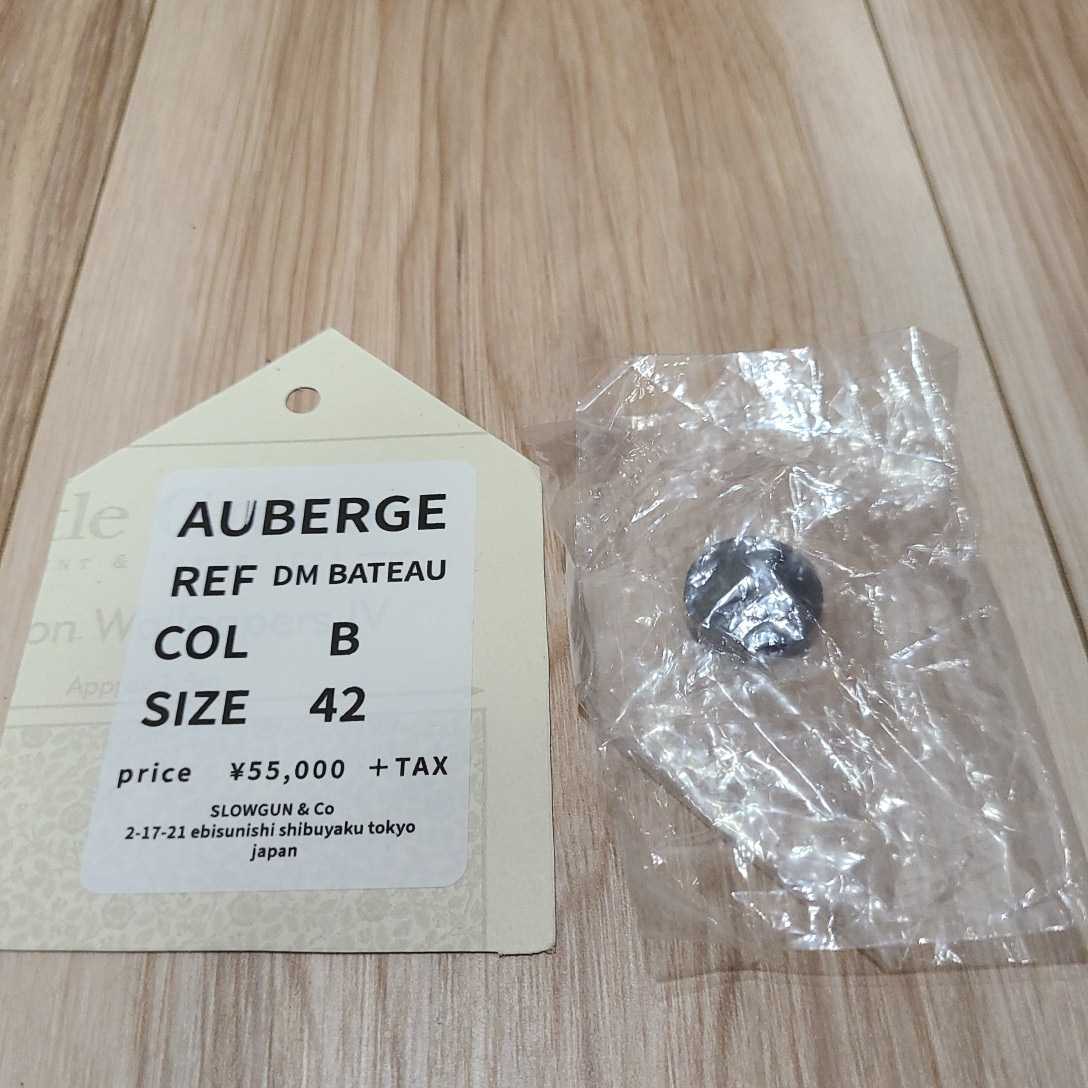 AUBERGE
REF DM BATEAU
COL B
SIZE 42
price ¥55,000 +TAX
SLOWGUN & Co
2-17-21 ebisunishi shibuyaku tokyo
japan